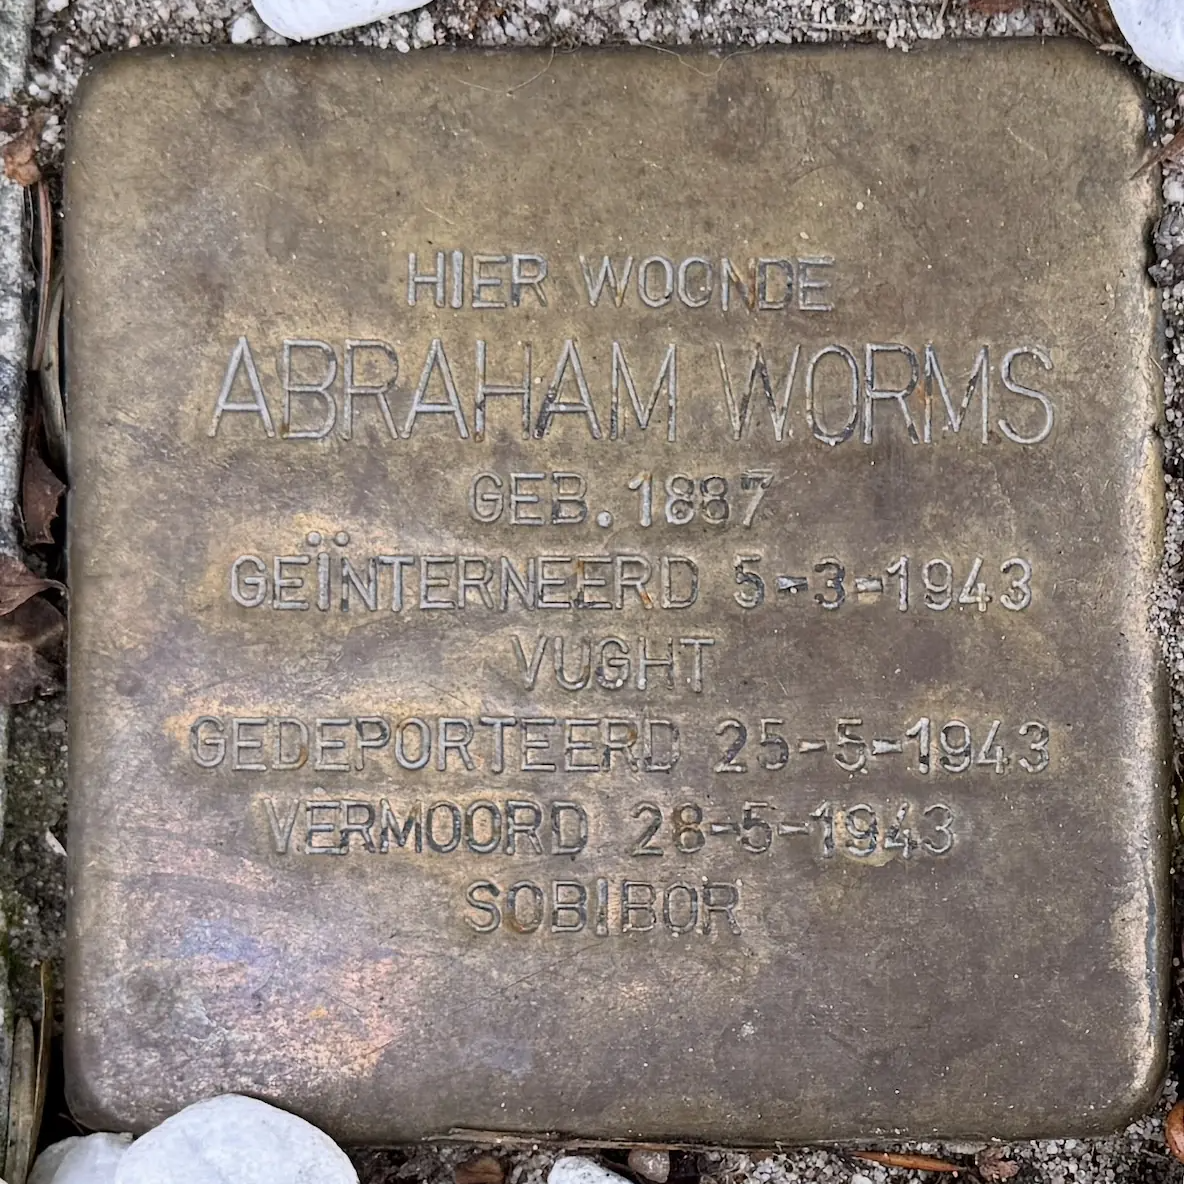 HIER WOONDE
ABRAHAM WORMS
GEB. 1887
GEÏNTERNEERD 5-3-1943
VUGHT
GEDEPORTEERD 25-5-1943
VERMOORD 28-5-1943
SOBIBOR